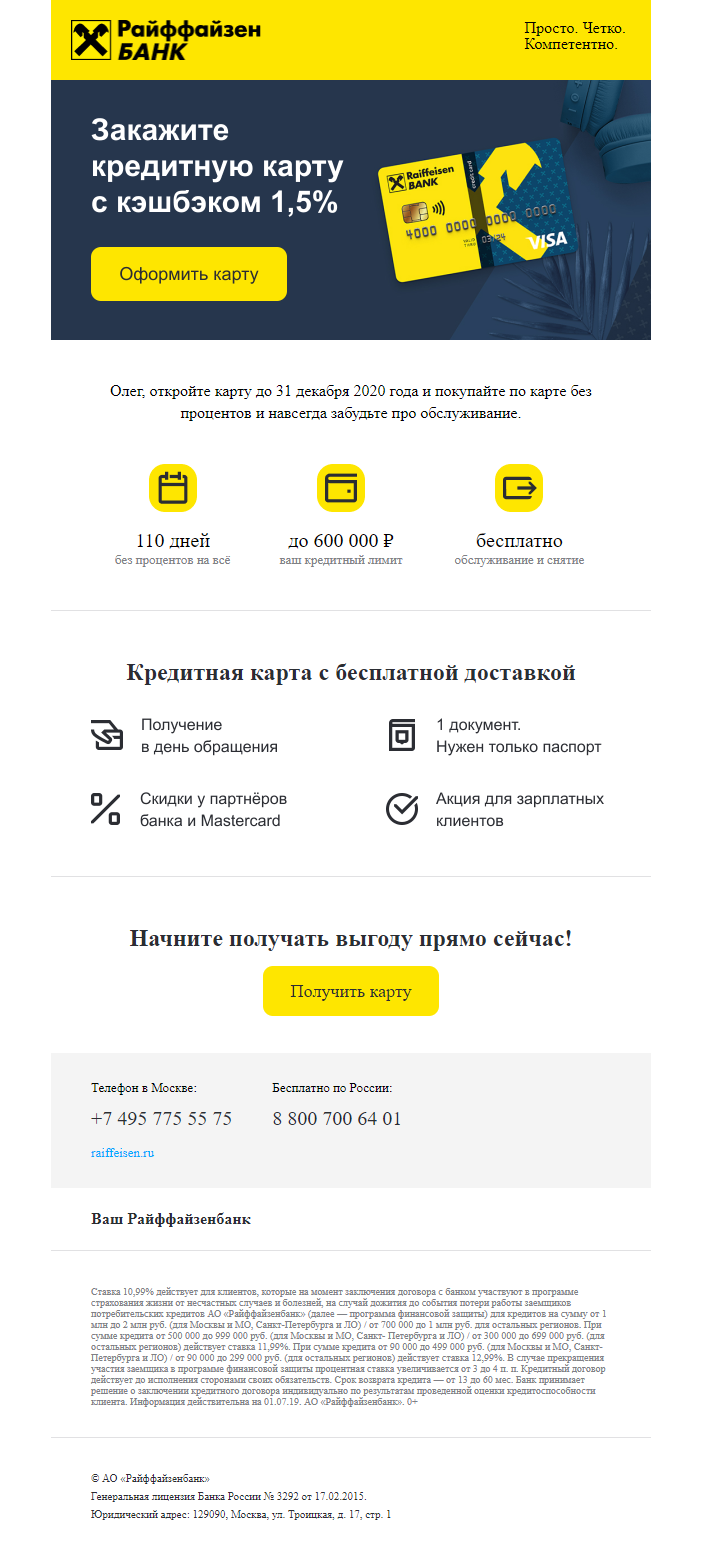 Райффайзен
БАНК
Просто. Четко.
Компетентно.
Закажите
кредитную карту
с кэшбэком 1,5%
Оформить карту
Raiffeisen
BANK
credit card
4000 0000 0000 0000
VALID
THRU
03/24
VISA
Олег, откройте карту до 31 декабря 2020 года и покупайте по карте без
процентов и навсегда забудьте про обслуживание.
110 дней
без процентов на всё
до 600 000 ₽
ваш кредитный лимит
бесплатно
обслуживание и снятие
Кредитная карта с бесплатной доставкой
Получение
в день обращения
1 документ.
Нужен только паспорт
Скидки у партнёров
банка и Mastercard
Акция для зарплатных
клиентов
Начните получать выгоду прямо сейчас!
Получить карту
Телефон в Москве:
+7 495 775 55 75
Бесплатно по России:
8 800 700 64 01
raiffeisen.ru
Ваш Райффайзенбанк
Ставка 10,99% действует для клиентов, которые на момент заключения договора с банком участвуют в программе
страхования жизни от несчастных случаев и болезней, на случай дожития до события потери работы заемщиков
потребительских кредитов АО «Райффайзенбанк» (далее — программа финансовой защиты) для кредитов на сумму от 1
млн до 2 млн руб. (для Москвы и МО, Санкт-Петербурга и ЛО) / от 700 000 до 1 млн руб. для остальных регионов. При
сумме кредита от 500 000 до 999 000 руб. (для Москвы и МО, Санкт- Петербурга и ЛО) / от 300 000 до 699 000 руб. (для
остальных регионов) действует ставка 11,99%. При сумме кредита от 90 000 до 499 000 руб. (для Москвы и МО, Санкт-
Петербурга и ЛО) / от 90 000 до 299 000 руб. (для остальных регионов) действует ставка 12,99%. В случае прекращения
участия заемщика в программе финансовой защиты процентная ставка увеличивается от 3 до 4 п. п. Кредитный договор
действует до исполнения сторонами своих обязательств. Срок возврата кредита — от 13 до 60 мес. Банк принимает
решение о заключении кредитного договора индивидуально по результатам проведенной оценки кредитоспособности
клиента. Информация действительна на 01.07.19. АО «Райффайзенбанк». 0+
© АО «Райффайзенбанк»
Генеральная лицензия Банка России № 3292 от 17.02.2015.
Юридический адрес: 129090, Москва, ул. Троицкая, д. 17, стр. 1